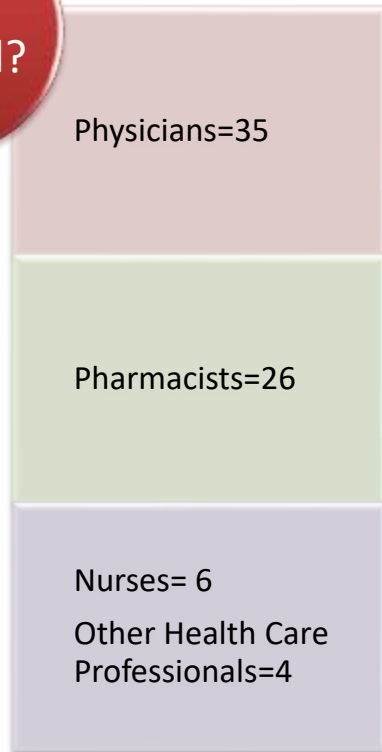 ?
Physicians=35
Pharmacists=26
Nurses= 6
Other Health Care
Professionals=4